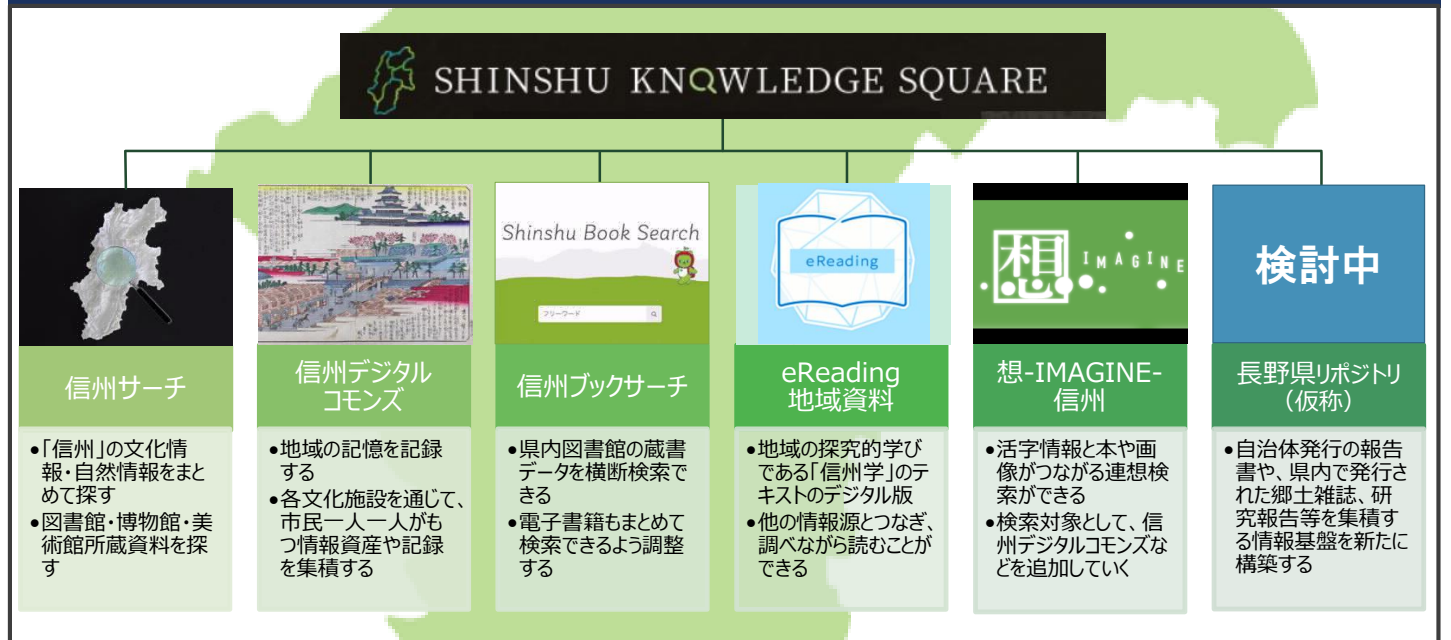 SHINSHU KNOWLEDGE SQUARE
Shinshu Book Search
フリーワード
eReading
想 IMAGINE
検討中
信州サーチ
信州デジタル
コモンズ
信州ブックサーチ
eReading
地域資料
想-IMAGINE-
信州
長野県リポジトリ
（仮称）
•「信州」の文化情
報・自然情報をまと
めて探す
•図書館・博物館・美
術館所蔵資料を探
す
•地域の記憶を記録
する
•各文化施設を通じて、
市民一人一人がも
つ情報資産や記録
を集積する
•県内図書館の蔵書
データを横断検索で
きる
•電子書籍もまとめて
検索できるよう調整
する
•地域の探究的学び
である「信州学」のテ
キストのデジタル版
•他の情報源とつなぎ、
調べながら読むことが
できる
•活字情報と本や画
像がつながる連想検
索ができる
•検索対象として、信
州デジタルコモンズな
どを追加していく
•自治体発行の報告
書や、県内で発行さ
れた郷土雑誌、研
究報告等を集積す
る情報基盤を新たに
構築する